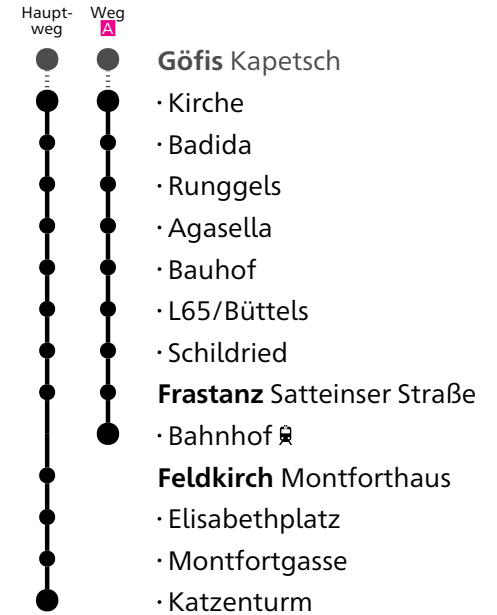 Haupt-
weg
Weg
A
Göfis Kapetsch
· Kirche
· Badida
· Runggels
· Agasella
· Bauhof
· L65/Büttels
· Schildried
Frastanz Satteinser Straße
· Bahnhof
Feldkirch Montforthaus
· Elisabethplatz
· Montfortgasse
· Katzenturm